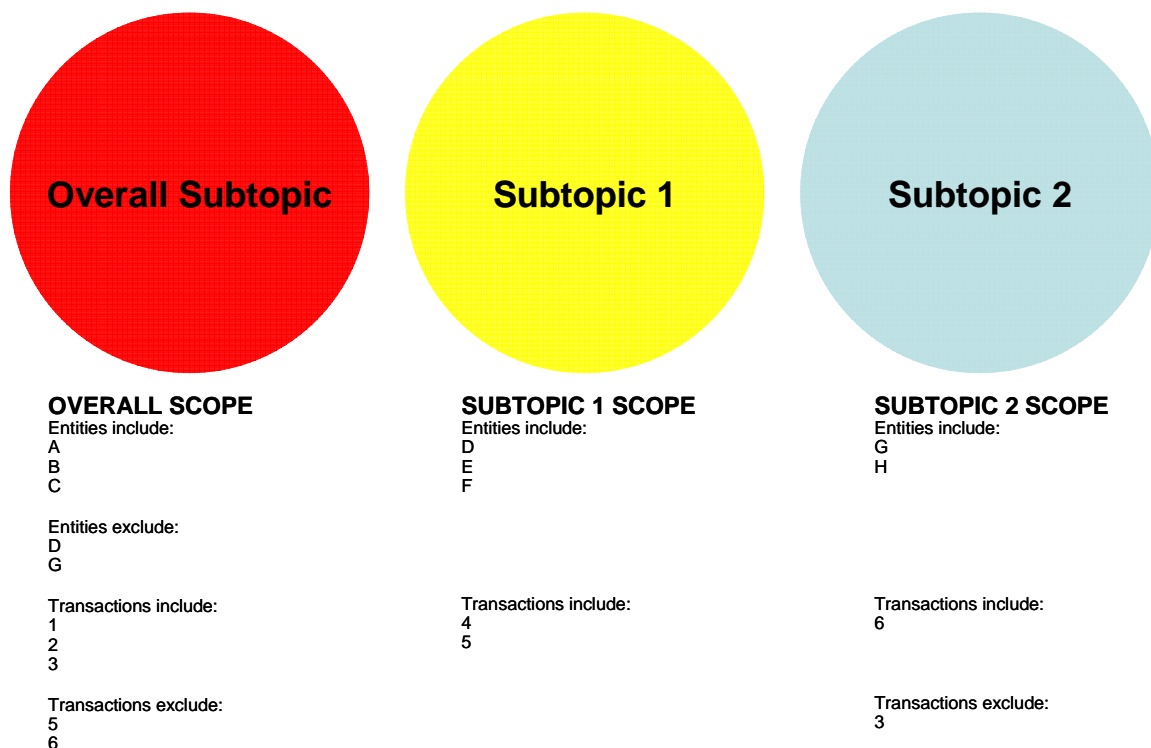 Overall Subtopic
Subtopic 1
Subtopic 2
OVERALL SCOPE
Entities include:
A
B
C
Entities exclude:
D
G
Transactions include:
1
2
3
Transactions exclude:
5
6
SUBTOPIC 1 SCOPE
Entities include:
D
E
F
Transactions include:
4
5
SUBTOPIC 2 SCOPE
Entities include:
G
H
Transactions include:
6
Transactions exclude:
3